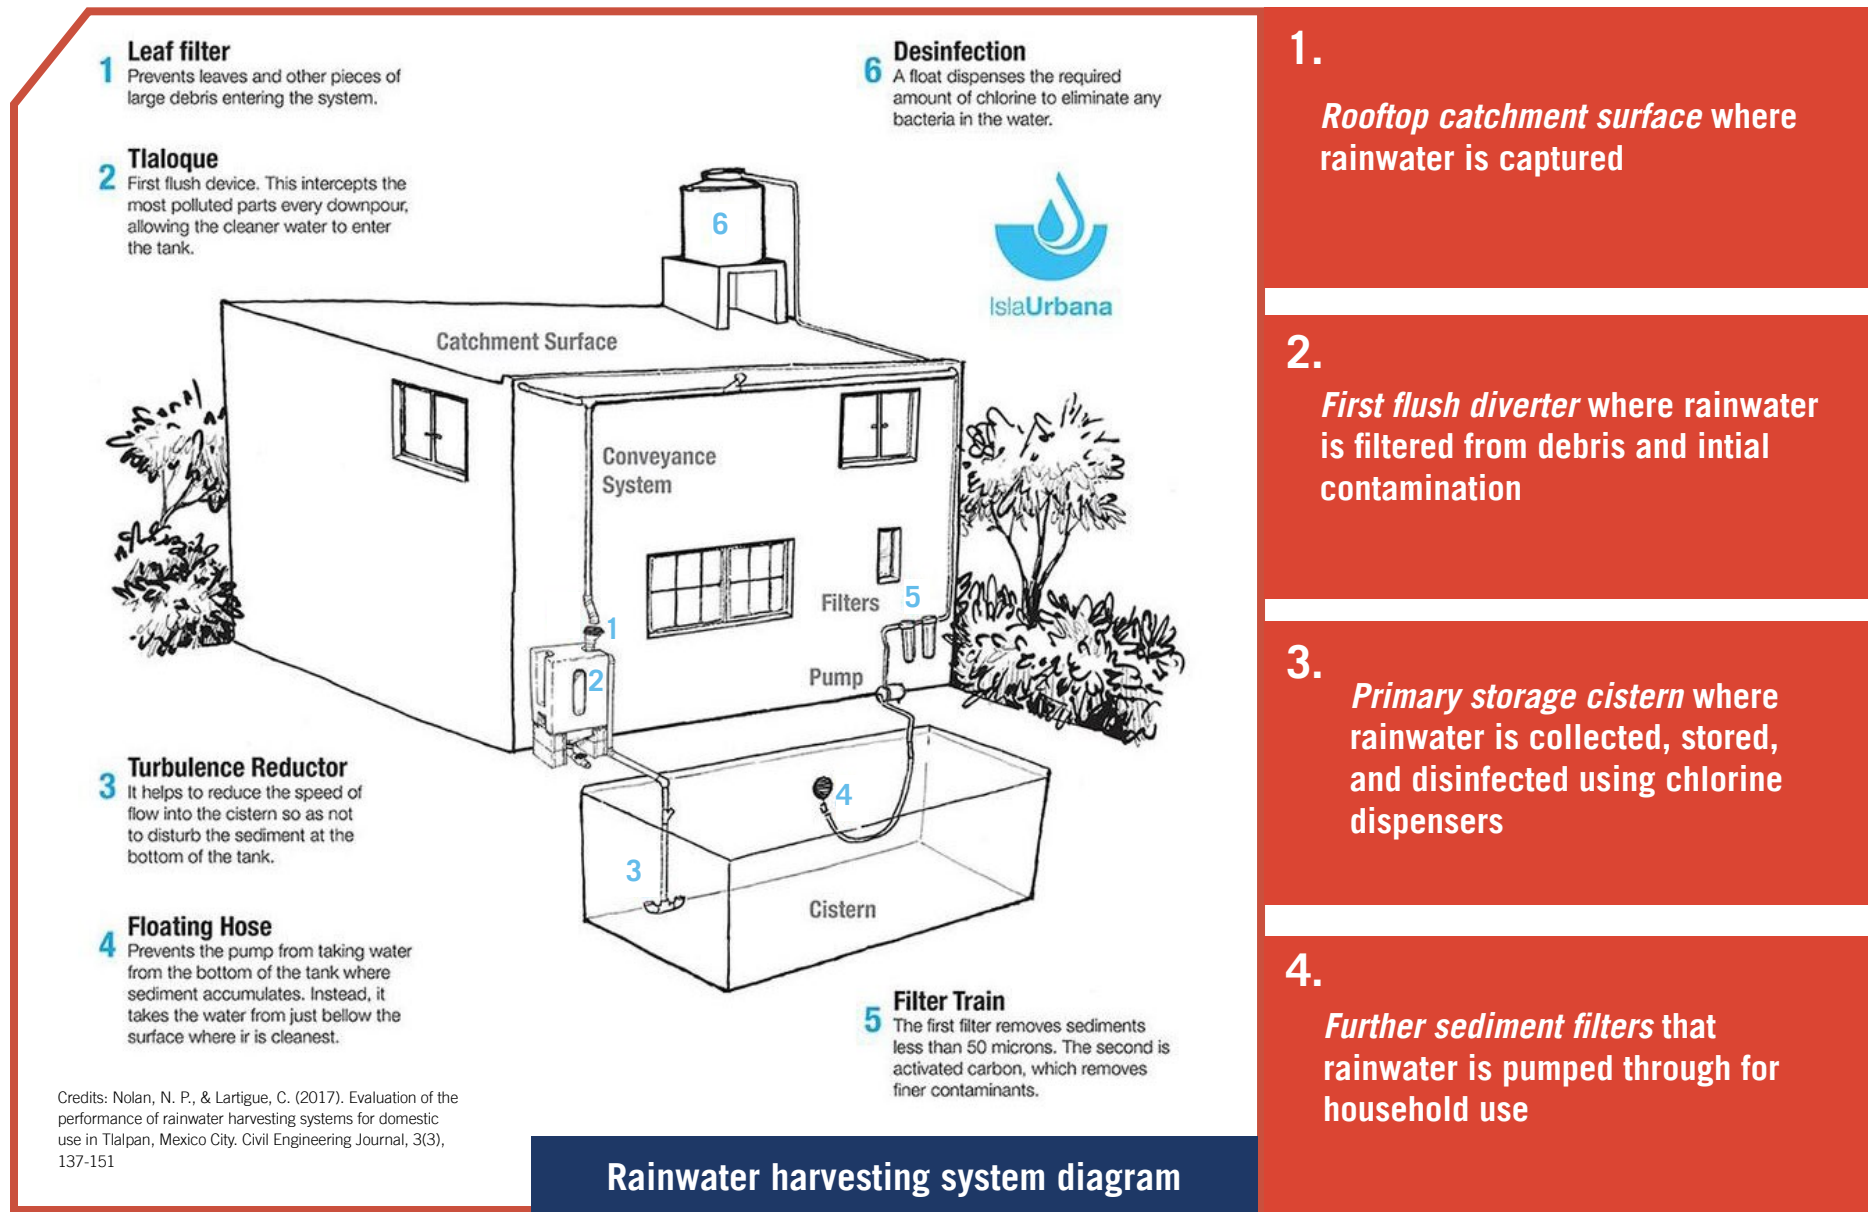 1
Leaf filter
Prevents leaves and other pieces of
large debris entering the system.
2
Tlaloque
First flush device. This intercepts the
most polluted parts every downpour,
allowing the cleaner water to enter
the tank.
6
Desinfection
A float dispenses the required
amount of chlorine to eliminate any
bacteria in the water.
6
IslaUrbana
Catchment Surface
Conveyance
System
Filters
5
1
2
Pump
4
3
Cistern
3
Turbulence Reductor
It helps to reduce the speed of
flow into the cistern so as not
to disturb the sediment at the
bottom of the tank.
4
Floating Hose
Prevents the pump from taking water
from the bottom of the tank where
sediment accumulates. Instead, it
takes the water from just bellow the
surface where ir is cleanest.
5
Filter Train
The first filter removes sediments
less than 50 microns. The second is
activated carbon, which removes
finer contaminants.
Credits: Nolan, N. P., & Lartigue, C. (2017). Evaluation of the
performance of rainwater harvesting systems for domestic
use in Tlalpan, Mexico City. Civil Engineering Journal, 3(3),
137-151
Rainwater harvesting system diagram
1.
Rooftop catchment surface where
rainwater is captured
2.
First flush diverter where rainwater
is filtered from debris and intial
contamination
3.
Primary storage cistern where
rainwater is collected, stored,
and disinfected using chlorine
dispensers
4.
Further sediment filters that
rainwater is pumped through for
household use